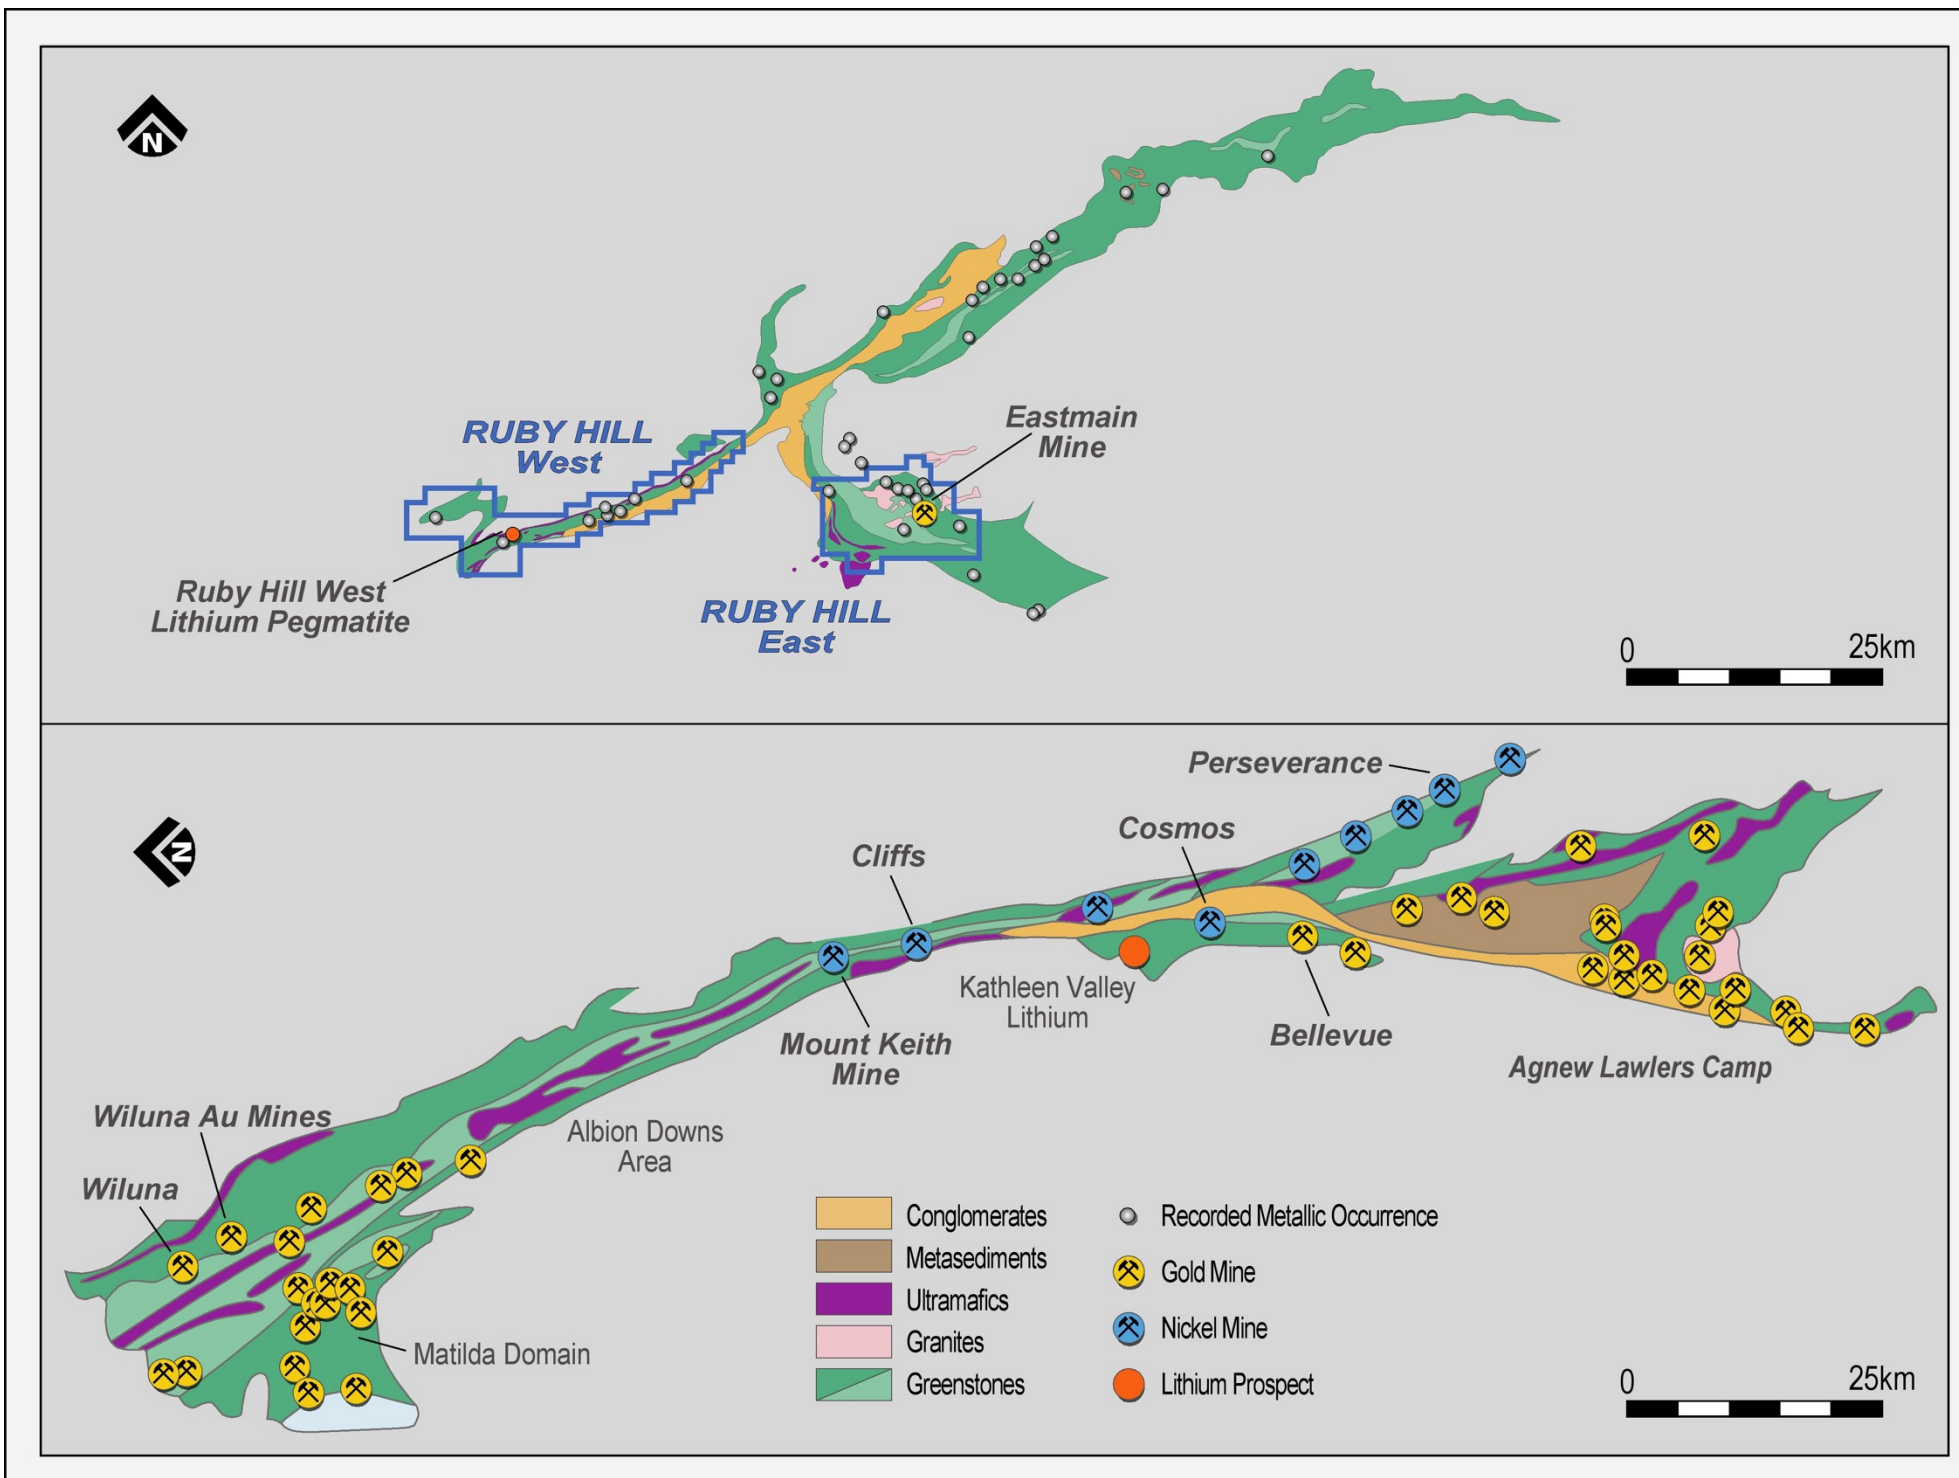 N
RUBY HILL
West
Eastmain
Mine
Ruby Hill West
Lithium Pegmatite
RUBY HILL
East
0
25km
N
Perseverance
Cosmos
Cliffs
Kathleen Valley
Lithium
Mount Keith
Mine
Bellevue
Agnew Lawlers Camp
Wiluna Au Mines
Albion Downs
Area
Wiluna
Matilda Domain
Conglomerates
Metasediments
Ultramafics
Granites
Greenstones
Recorded Metallic Occurrence
Gold Mine
Nickel Mine
Lithium Prospect
0
25km